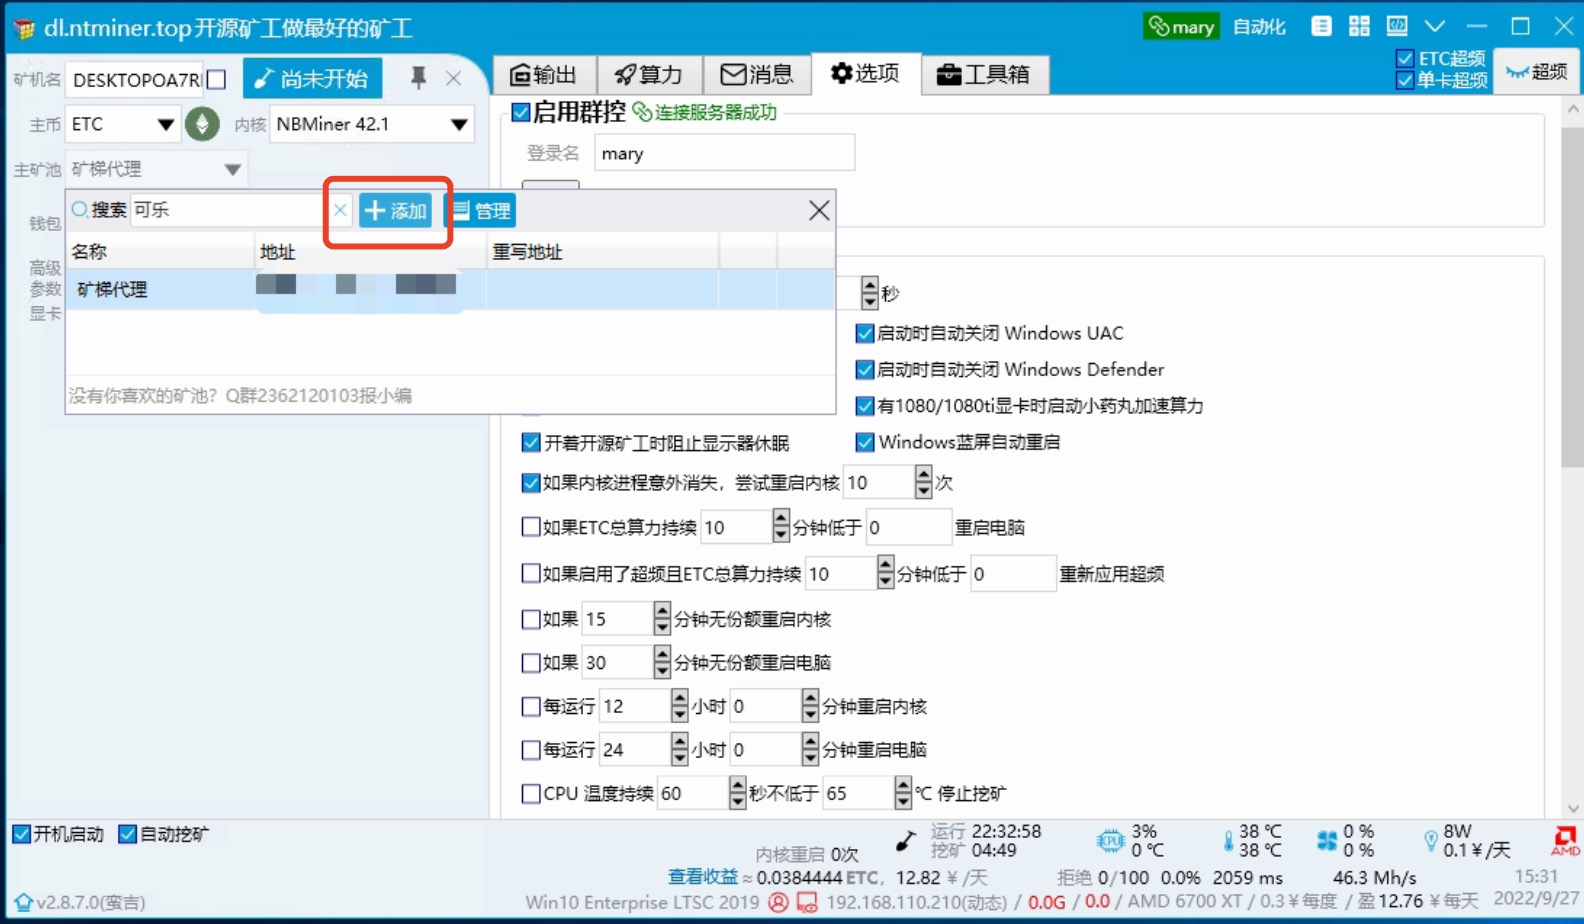 dl.ntminer.top 开源矿工做最好的矿工
mary 自动化
矿机名 DESKTOPOA7R 尚未开始
输出 算力 消息 选项 工具箱
ETC超频
单卡超频
超频
主币 ETC 内核 NBMiner 42.1
启用群控 连接服务器成功
登录名 mary
主矿池 矿梯代理
搜索 可乐 添加 管理
钱包
名称 地址 重写地址
高级
参数
矿梯代理
显卡
秒
启动时自动关闭 Windows UAC
启动时自动关闭 Windows Defender
没有你喜欢的矿池？Q群2362120103报小编
有1080/1080ti显卡时启动小药丸加速算力
开着开源矿工时阻止显示器休眠 Windows蓝屏自动重启
如果内核进程意外消失，尝试重启内核 10 次
如果ETC总算力持续 10 分钟低于 0 重启电脑
如果启用了超频且ETC总算力持续 10 分钟低于 0 重新应用超频
如果 15 分钟无份额重启内核
如果 30 分钟无份额重启电脑
每运行 12 小时 0 分钟重启内核
每运行 24 小时 0 分钟重启电脑
CPU 温度持续 60 秒不低于 65 ℃ 停止挖矿
开机启动 自动挖矿
内核重启 0次
运行 22:32:58
挖矿 04:49
CPU 3%
0 ℃
38 ℃
38 ℃
0 %
0 %
8W
0.1 ¥ /天
AMD
查看收益 ≈ 0.0384444 ETC, 12.82 ¥ /天 拒绝 0/100 0.0% 2059 ms 46.3 Mh/s 15:31
v2.8.7.0(蛮吉) Win10 Enterprise LTSC 2019 192.168.110.210(动态) / 0.0G / 0.0 / AMD 6700 XT / 0.3 ¥ 每度 / 盈 12.76 ¥ 每天 2022/9/27